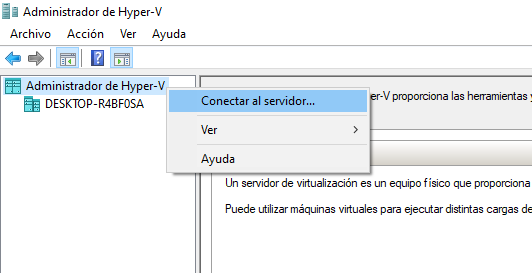 Administrador de Hyper-V
Archivo Acción Ver Ayuda
Administrador de Hyper-V
DESKTOP-R4BF0SA
Conectar al servidor...
Ver
Ayuda
per-V proporciona las herramientas y
Un servidor de virtualización es un equipo físico que proporciona
Puede utilizar máquinas virtuales para ejecutar distintas cargas de